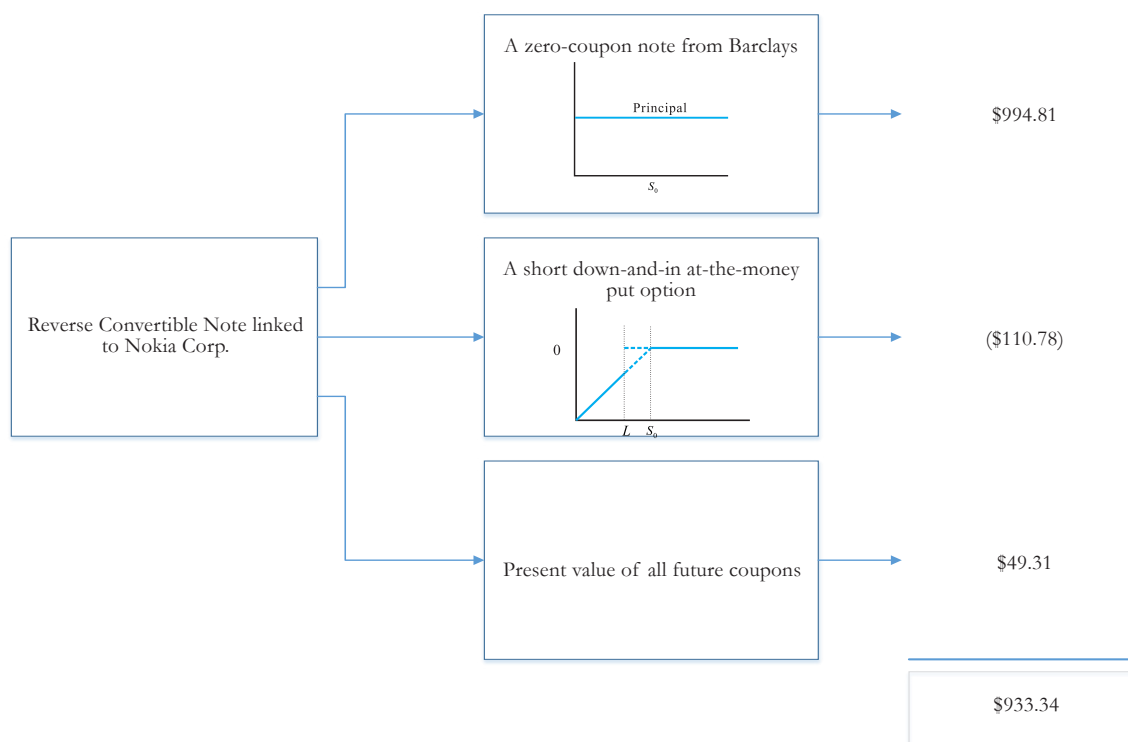 A zero-coupon note from Barclays
Principal
S₀
$994.81
Reverse Convertible Note linked
to Nokia Corp.
A short down-and-in at-the-money
put option
0
L S₀
($110.78)
Present value of all future coupons
$49.31
$933.34